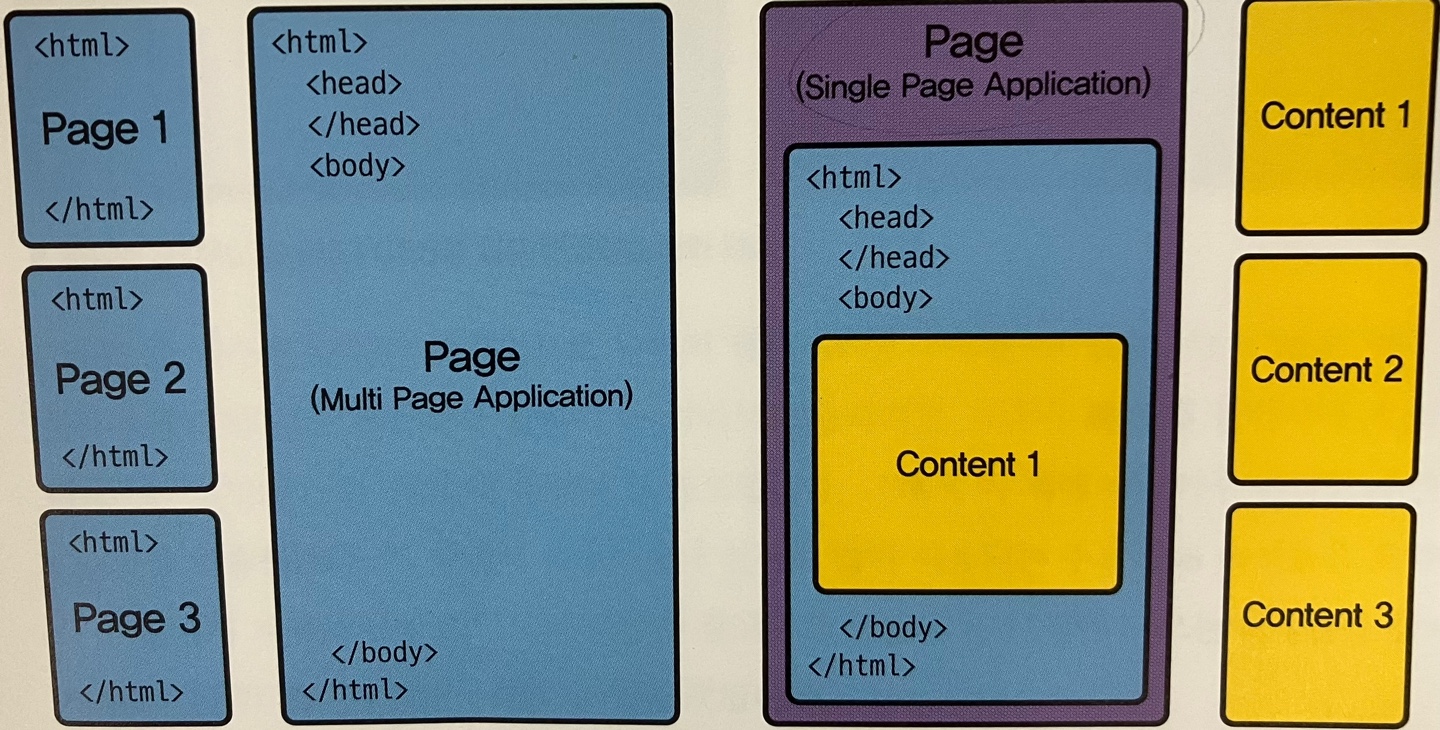 <html>
Page 1
</html>
<html>
Page 2
</html>
<html>
Page 3
</html>
<html>
<head>
</head>
<body>
Page
(Multi Page Application)
</body>
</html>
Page
(Single Page Application)
<html>
<head>
</head>
<body>
Content 1
</body>
</html>
Content 1
Content 2
Content 3